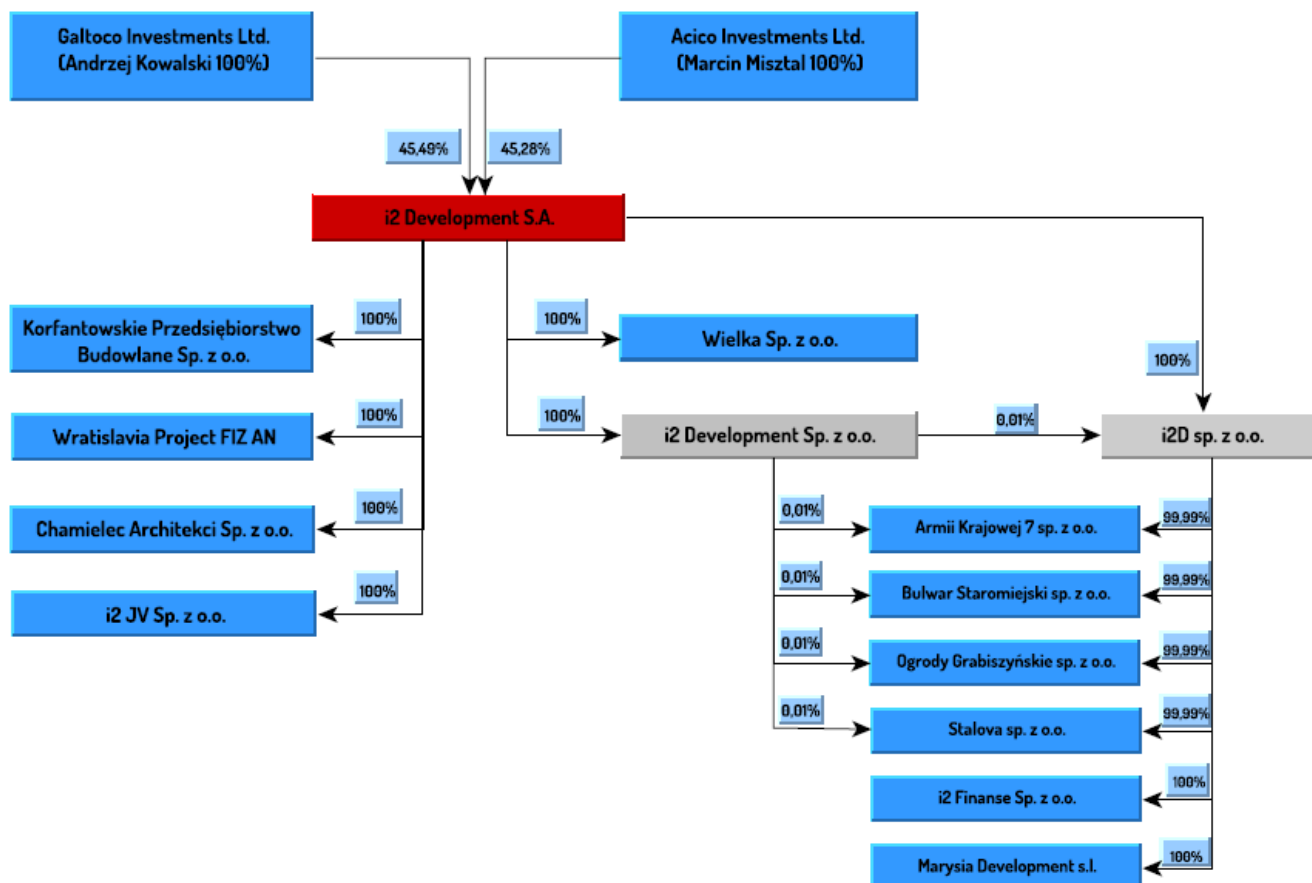 Galtoco Investments Ltd.
(Andrzej Kowalski 100%)
Acico Investments Ltd.
(Marcin Misztal 100%)
45,49%
45,28%
i2 Development S.A.
100%
Korfantowskie Przedsiębiorstwo
Budowlane Sp. z o.o.
100%
Wielka Sp. z o.o.
100%
100%
Wratislavia Project FIZ AN
100%
i2 Development Sp. z o.o.
0,01%
i2D sp. z o.o.
100%
Chamielec Architekci Sp. z o.o.
0,01%
Armii Krajowej 7 sp. z o.o.
99,99%
100%
i2 JV Sp. z o.o.
0,01%
Bulwar Staromiejski sp. z o.o.
99,99%
0,01%
Ogrody Grabiszyńskie sp. z o.o.
99,99%
0,01%
Stalova sp. z o.o.
99,99%
i2 Finanse Sp. z o.o.
100%
Marysia Development s.l.
100%